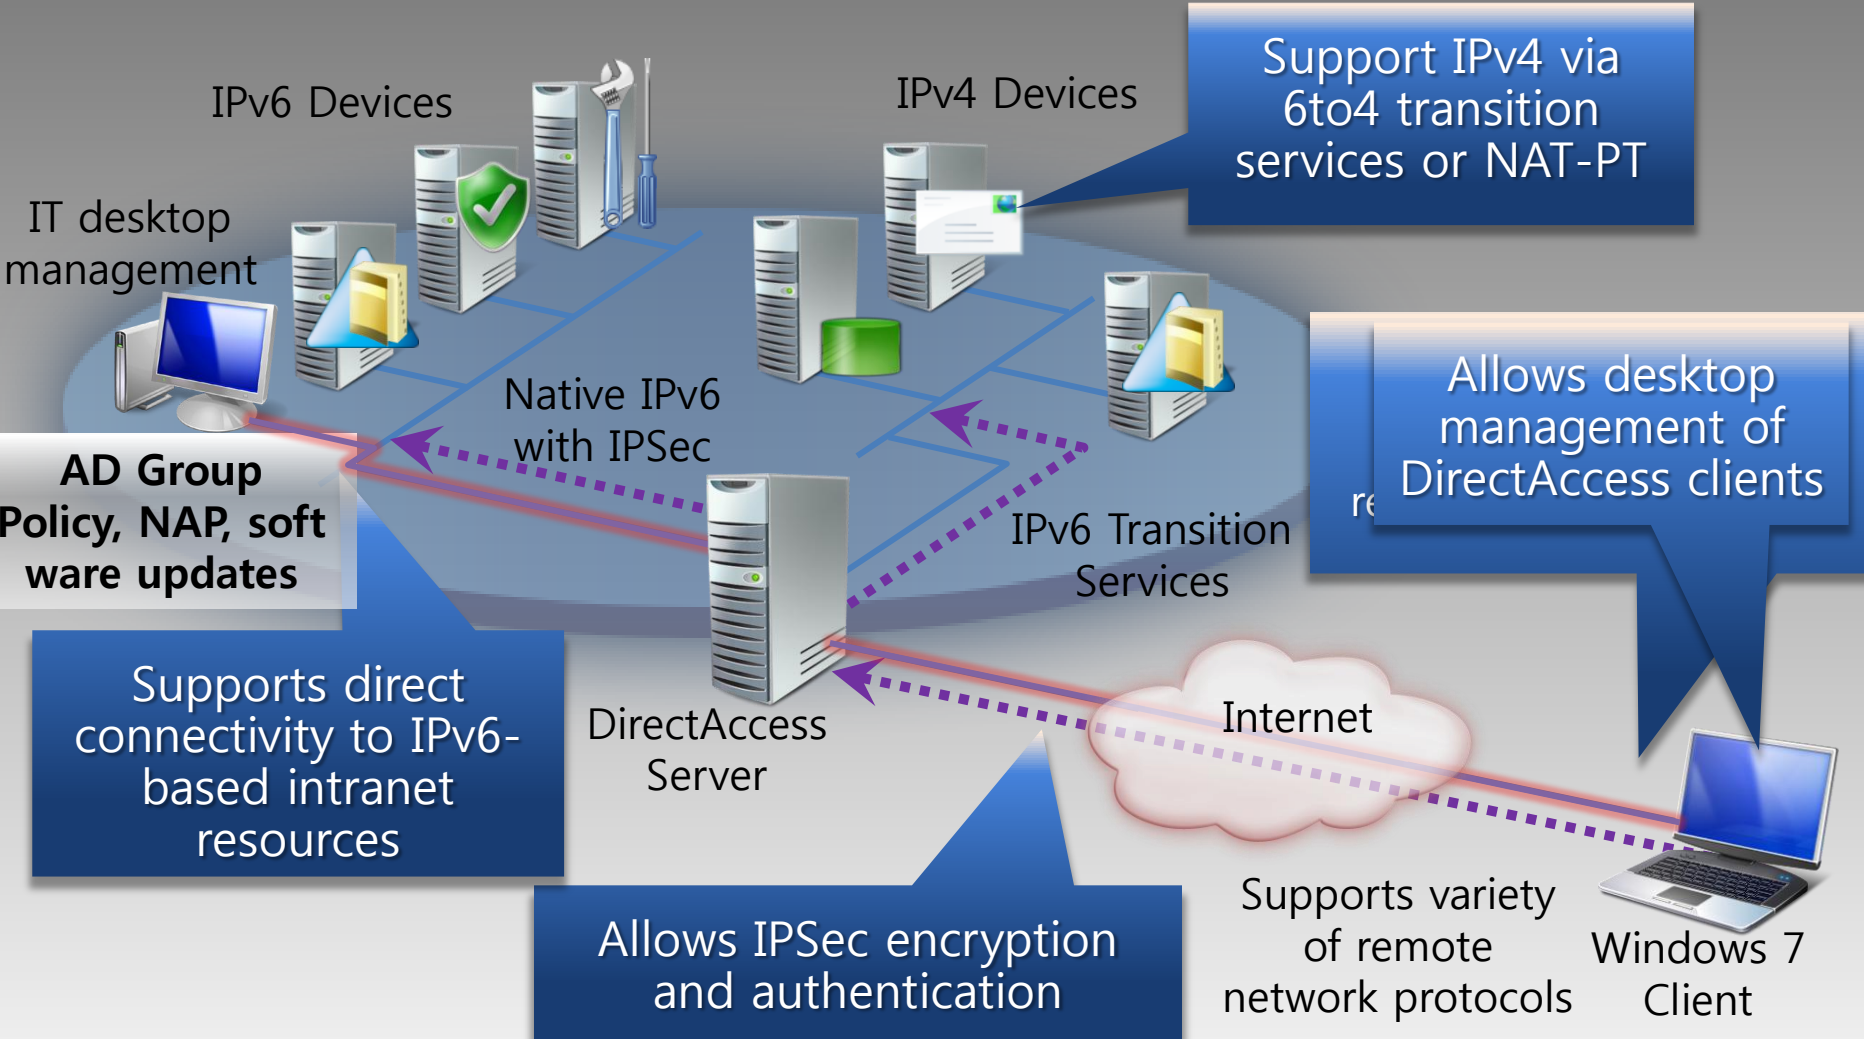 IPv6 Devices
IPv4 Devices
Support IPv4 via
6to4 transition
services or NAT-PT
IT desktop
management
Allows desktop
management of
DirectAccess clients
Native IPv6
with IPSec
AD Group
Policy, NAP, soft
ware updates
IPv6 Transition
Services
Supports direct
connectivity to IPv6-
based intranet
resources
DirectAccess
Server
Internet
Allows IPSec encryption
and authentication
Supports variety
of remote
network protocols
Windows 7
Client